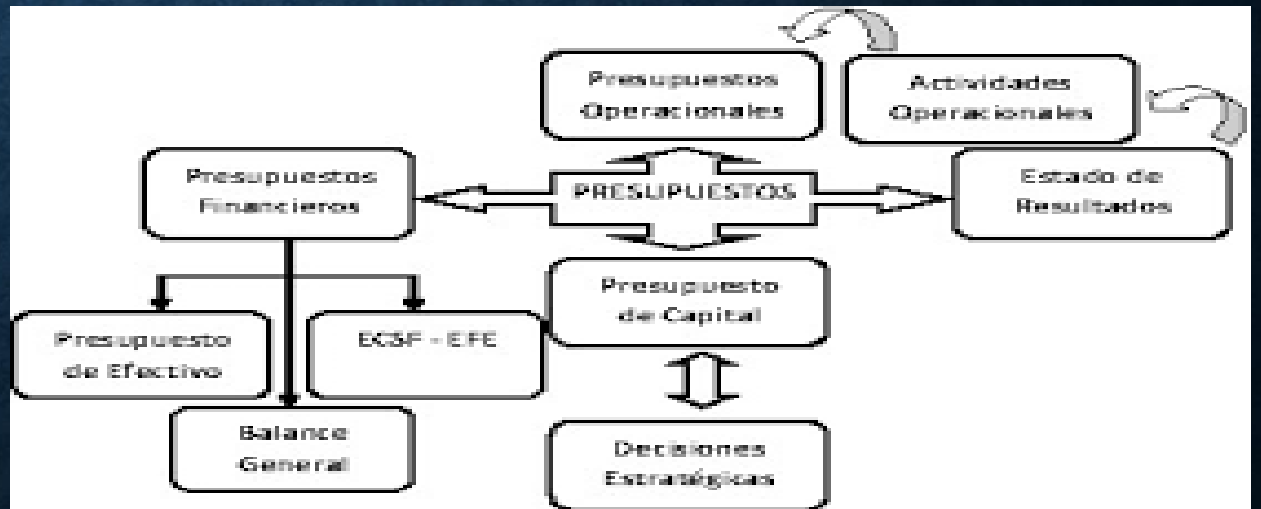 Presupuestos
Operacionales
Actividades
Operacionales
Presupuestos
Financieros
PRESUPUESTOS
Estado de
Resultados
Presupuesto
de Capital
Presupuesto
de Efectivo
ECSF - EFE
Balance
General
Decisiones
Estratégicas